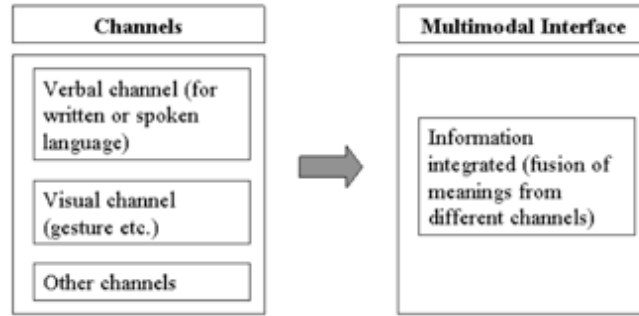 Channels
Verbal channel (for
written or spoken
language)
Visual channel
(gesture etc.)
Other channels
Multimodal Interface
Information
integrated (fusion of
meanings from
different channels)